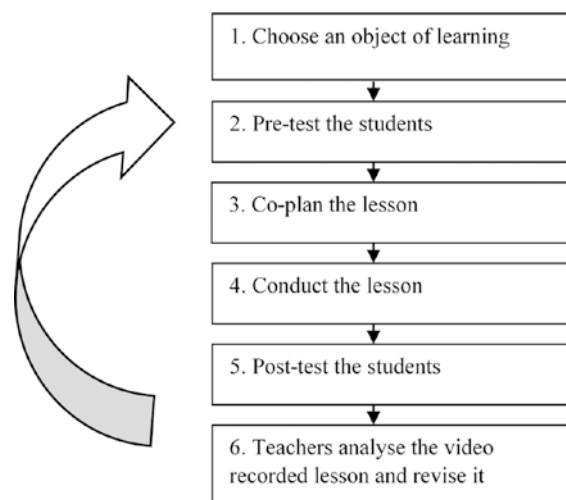 1. Choose an object of learning
2. Pre-test the students
3. Co-plan the lesson
4. Conduct the lesson
5. Post-test the students
6. Teachers analyse the video
recorded lesson and revise it